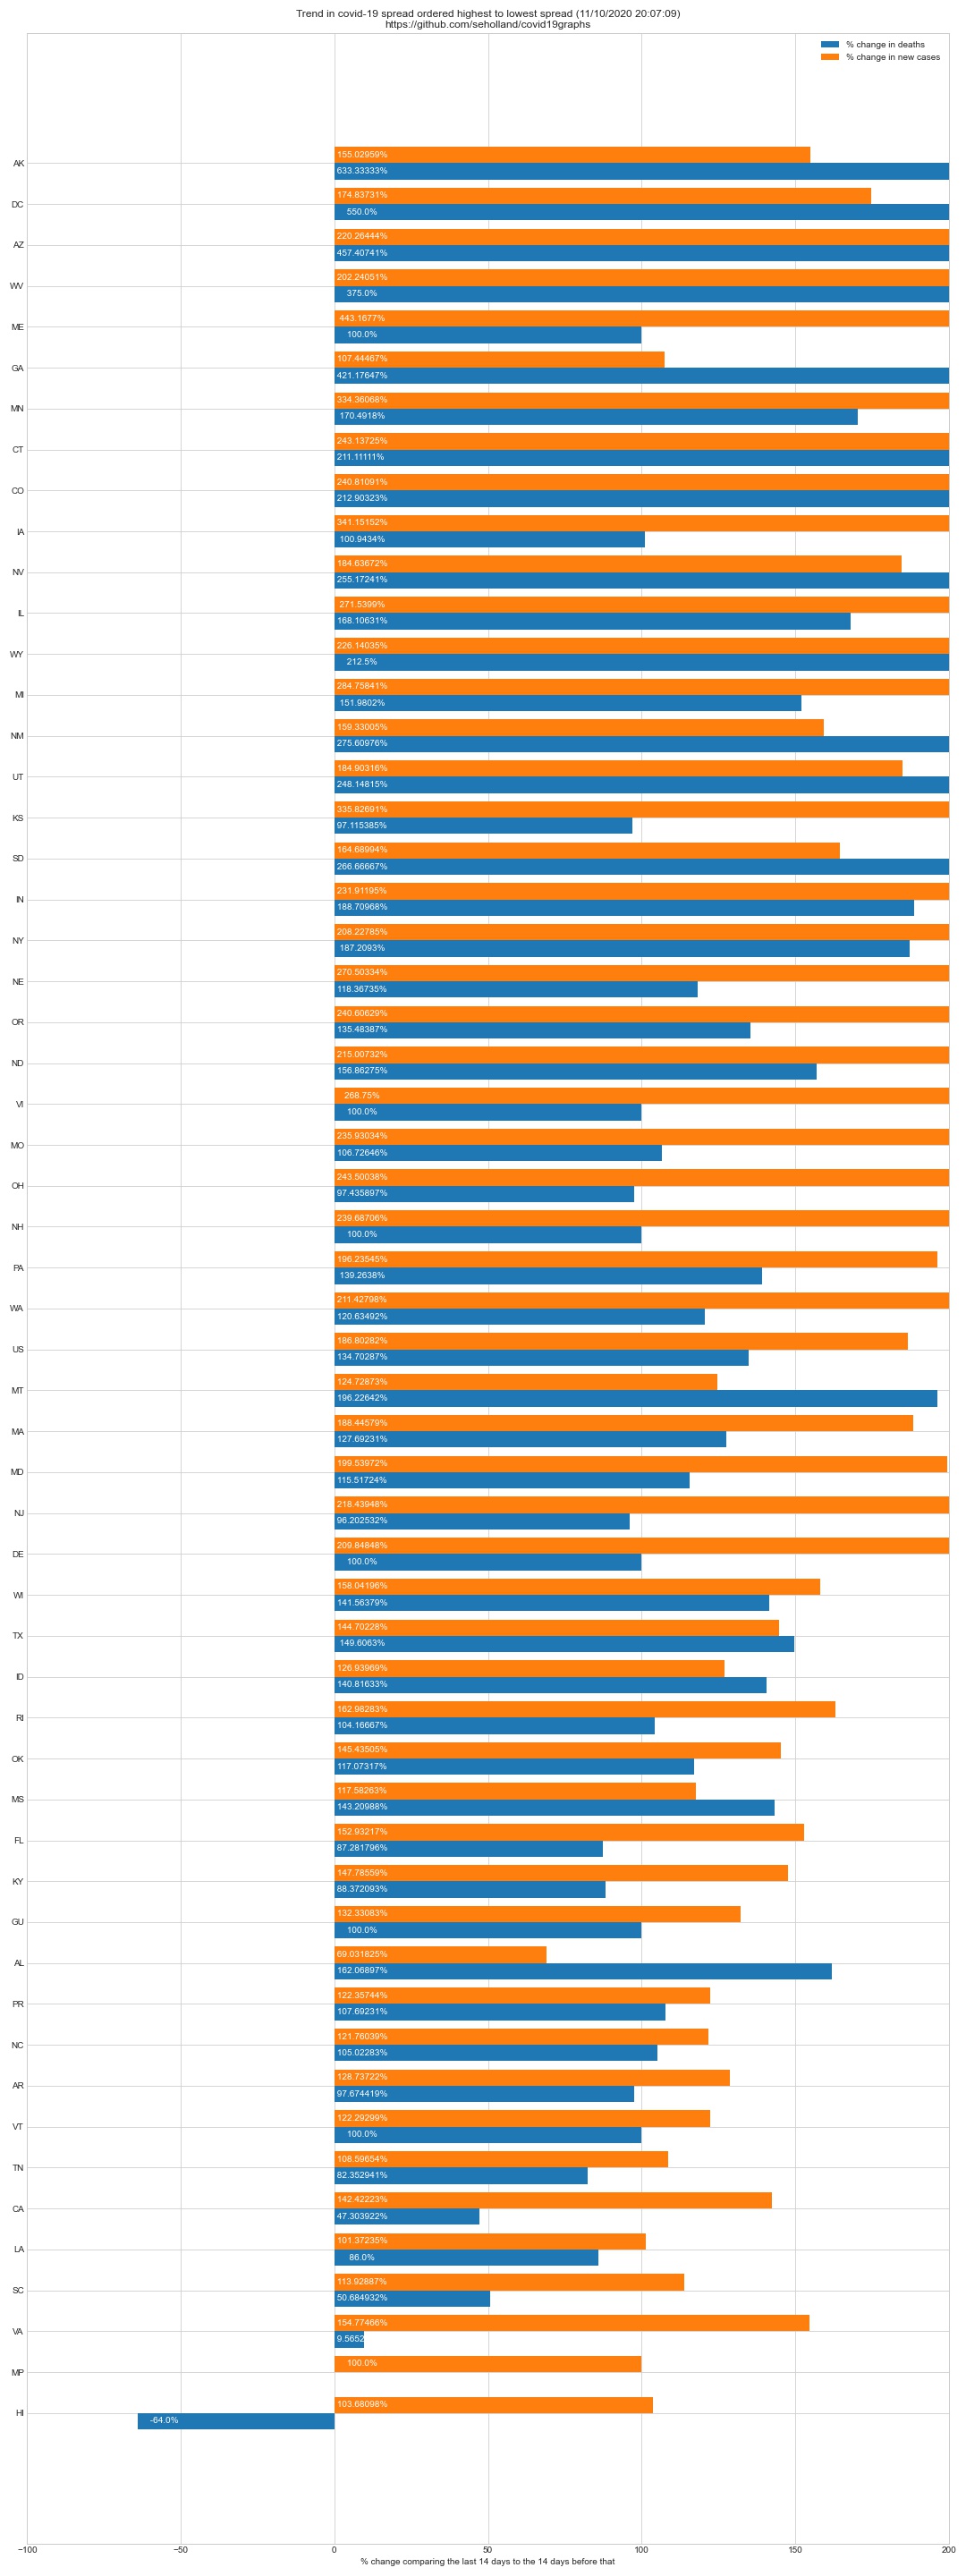 Trend in covid-19 spread ordered highest to lowest spread (11/10/2020 20:07:09)
https://github.com/seholland/covid19graphs
% change in deaths
% change in new cases
155.02959%
AK
633.33333%
174.83731%
DC
550.0%
220.26444%
AZ
457.40741%
202.24051%
WV
375.0%
443.1677%
ME
100.0%
107.44467%
GA
421.17647%
334.36068%
MN
170.4918%
243.13725%
CT
211.11111%
240.81091%
CO
212.90323%
341.15152%
IA
100.9434%
184.63672%
NV
255.17241%
271.5399%
IL
168.10631%
226.14035%
WY
212.5%
284.75841%
MI
151.9802%
159.33005%
NM
275.60976%
184.90316%
UT
248.14815%
335.82691%
KS
97.115385%
164.68994%
SD
266.66667%
231.91195%
IN
188.70968%
208.22785%
NY
187.2093%
270.50334%
NE
118.36735%
240.60629%
OR
135.48387%
215.00732%
ND
156.86275%
268.75%
VI
100.0%
235.93034%
MO
106.72646%
243.50038%
OH
97.435897%
239.68706%
NH
100.0%
196.23545%
PA
139.2638%
211.42798%
WA
120.63492%
186.80282%
US
134.70287%
124.72873%
MT
196.22642%
188.44579%
MA
127.69231%
199.53972%
MD
115.51724%
218.43948%
NJ
96.202532%
209.84848%
DE
100.0%
158.04196%
WI
141.56379%
144.70228%
TX
149.6063%
126.93969%
ID
140.81633%
162.98283%
RI
104.16667%
145.43505%
OK
117.07317%
117.58263%
MS
143.20988%
152.93217%
FL
87.281796%
147.78559%
KY
88.372093%
132.33083%
GU
100.0%
69.031825%
AL
162.06897%
122.35744%
PR
107.69231%
121.76039%
NC
105.02283%
128.73722%
AR
97.674419%
122.29299%
VT
100.0%
108.59654%
TN
82.352941%
142.42223%
CA
47.303922%
101.37235%
LA
86.0%
113.92887%
SC
50.684932%
154.77466%
VA
9.5652
100.0%
MP
103.68098%
HI
-64.0%
−100 −50 0 50 100 150 200
% change comparing the last 14 days to the 14 days before that